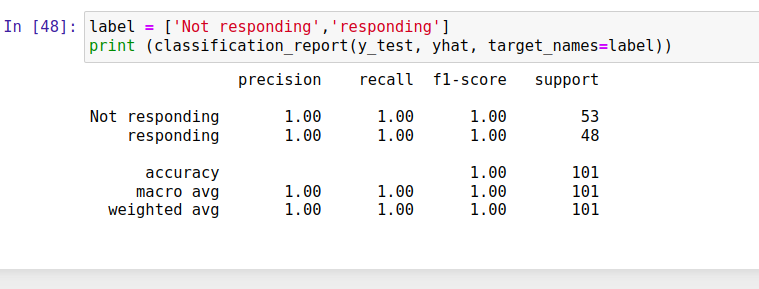 In [48]: label = ['Not responding','responding']
print (classification_report(y_test, yhat, target_names=label))
precision recall f1-score support
Not responding 1.00 1.00 1.00 53
responding 1.00 1.00 1.00 48
accuracy 1.00 101
macro avg 1.00 1.00 1.00 101
weighted avg 1.00 1.00 1.00 101